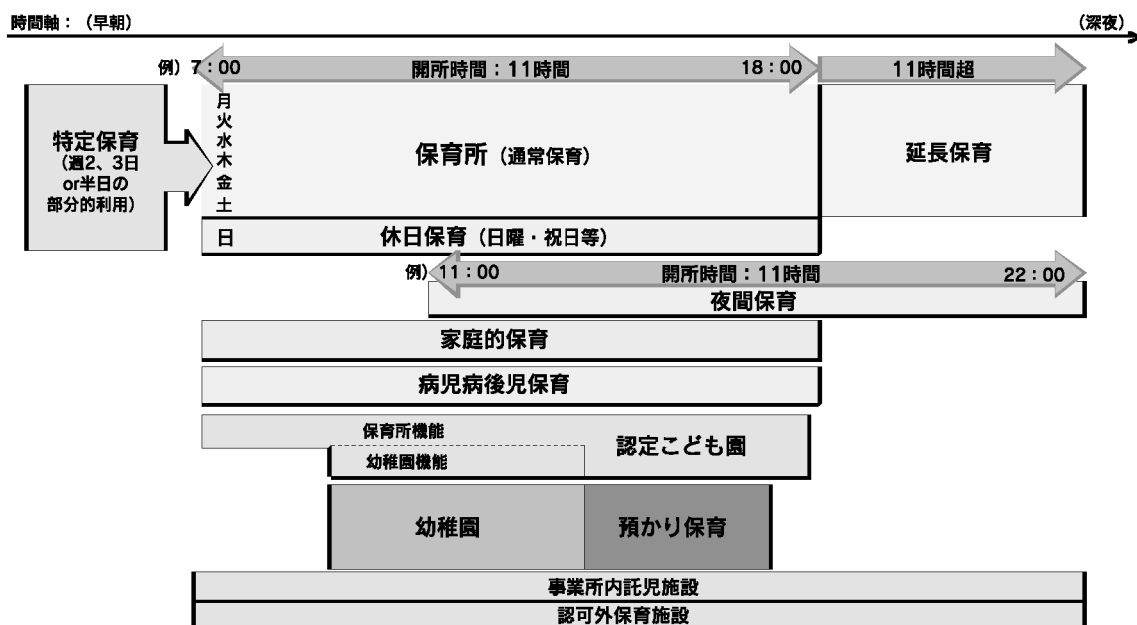 時間軸：（早朝）
（深夜）
例）7：00
開所時間：11時間
18：00
11時間超
特定保育
（週2、3日
or半日の
部分的利用）
月
火
水
木
金
土
保育所（通常保育）
延長保育
日
休日保育（日曜・祝日等）
例）11：00
開所時間：11時間
22：00
夜間保育
家庭的保育
病児病後児保育
保育所機能
幼稚園機能
認定こども園
幼稚園
預かり保育
事業所内託児施設
認可外保育施設